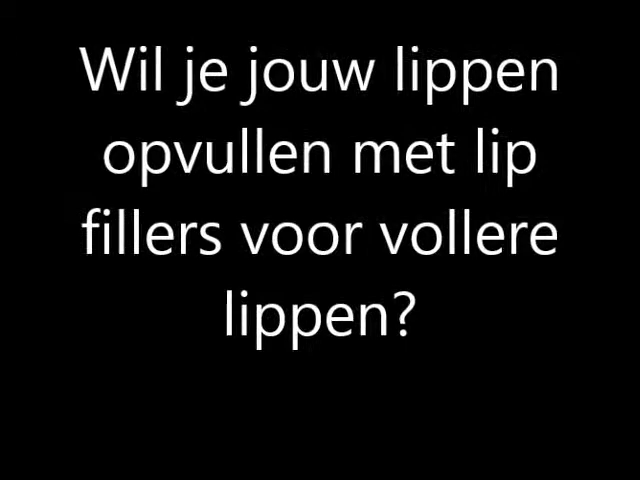 Wil je jouw lippen
opvullen met lip
fillers voor vollere
lippen?